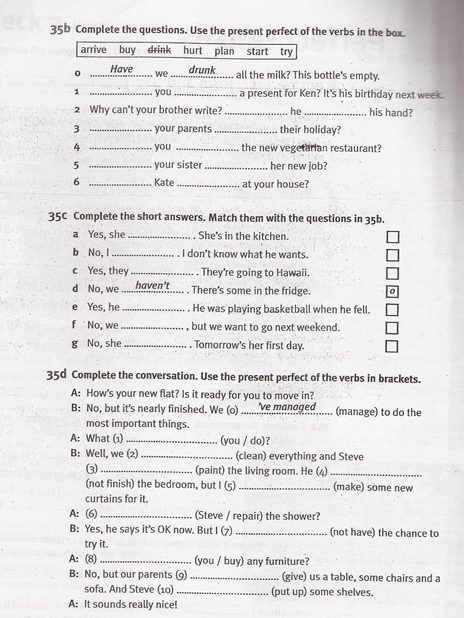 35b Complete the questions. Use the present perfect of the verbs in the box.
arrive buy drink hurt plan start try
0 ....Have.... we ....drunk.... all the milk? This bottle's empty.
1 .................. you .................. a present for Ken? It's his birthday next week.
2 Why can't your brother write? .................. he .................. his hand?
3 .................. your parents .................. their holiday?
4 .................. you .................. the new vegetarian restaurant?
5 .................. your sister .................. her new job?
6 .................. Kate .................. at your house?
35c Complete the short answers. Match them with the questions in 35b.
a Yes, she .................. . She's in the kitchen.
b No, I .................. . I don't know what he wants.
c Yes, they .................. . They're going to Hawaii.
d No, we ....haven't.... . There's some in the fridge. 0
e Yes, he .................. . He was playing basketball when he fell.
f No, we .................. , but we want to go next weekend.
g No, she .................. . Tomorrow's her first day.
35d Complete the conversation. Use the present perfect of the verbs in brackets.
A: How's your new flat? Is it ready for you to move in?
B: No, but it's nearly finished. We (0) ....'ve managed.... (manage) to do the
most important things.
A: What (1) .................. (you / do)?
B: Well, we (2) .................. (clean) everything and Steve
(3) .................. (paint) the living room. He (4) ..................
(not finish) the bedroom, but I (5) .................. (make) some new
curtains for it.
A: (6) .................. (Steve / repair) the shower?
B: Yes, he says it's OK now. But I (7) .................. (not have) the chance to
try it.
A: (8) .................. (you / buy) any furniture?
B: No, but our parents (9) .................. (give) us a table, some chairs and a
sofa. And Steve (10) .................. (put up) some shelves.
A: It sounds really nice!